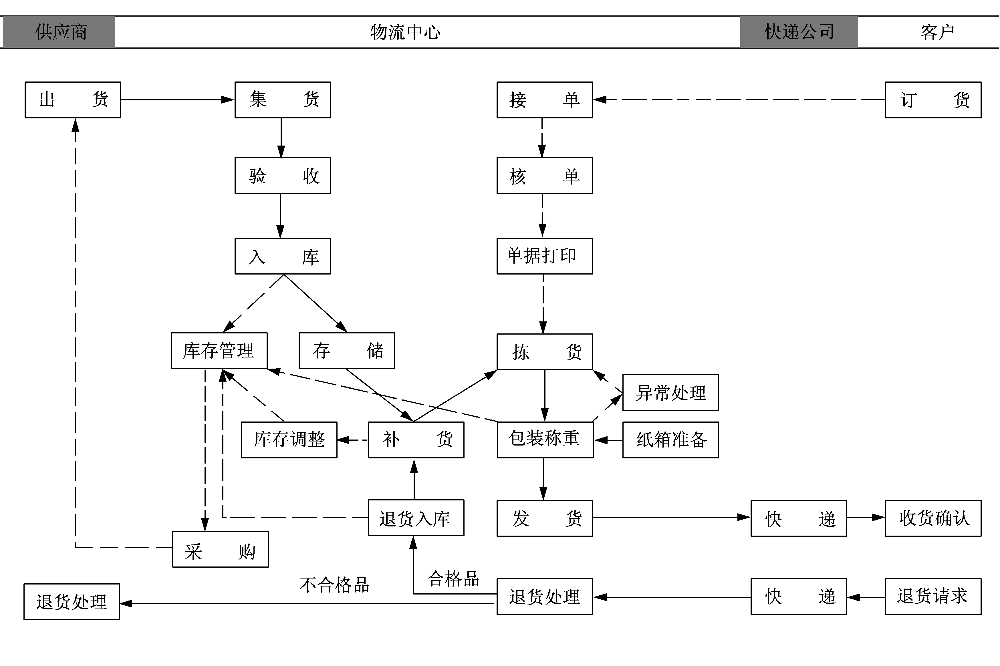 供应商 物流中心 快递公司 客户
出 货 集 货 接 单 订 货
验 收 核 单
入 库 单据打印
库存管理 存 储 拣 货
异常处理
库存调整 补 货 包装称重 纸箱准备
退货入库 发 货 快 递 收货确认
采 购
不合格品 合格品
退货处理 退货处理 快 递 退货请求